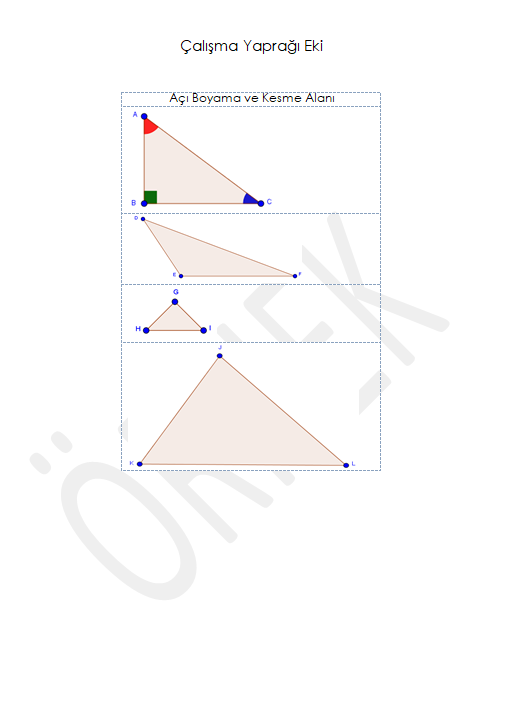 Çalışma Yaprağı Eki
Açı Boyama ve Kesme Alanı
A
B
C
D
E
F
G
H
I
J
K
L
ÖRNEK